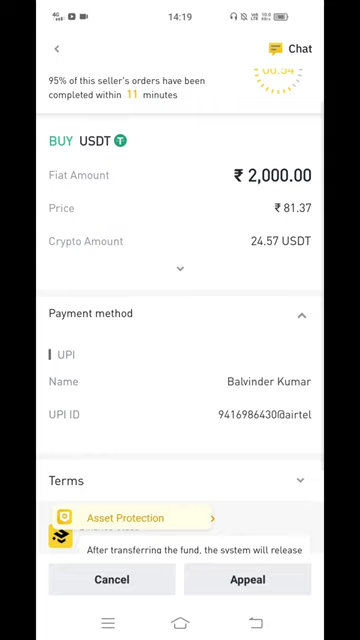 14:19
Chat
95% of this seller's orders have been
completed within 11 minutes
BUY USDT
Fiat Amount ₹ 2,000.00
Price ₹ 81.37
Crypto Amount 24.57 USDT
Payment method
UPI
Name Balvinder Kumar
UPI ID 9416986430@airtel
Terms
Asset Protection
After transferring the fund, the system will release
Cancel Appeal